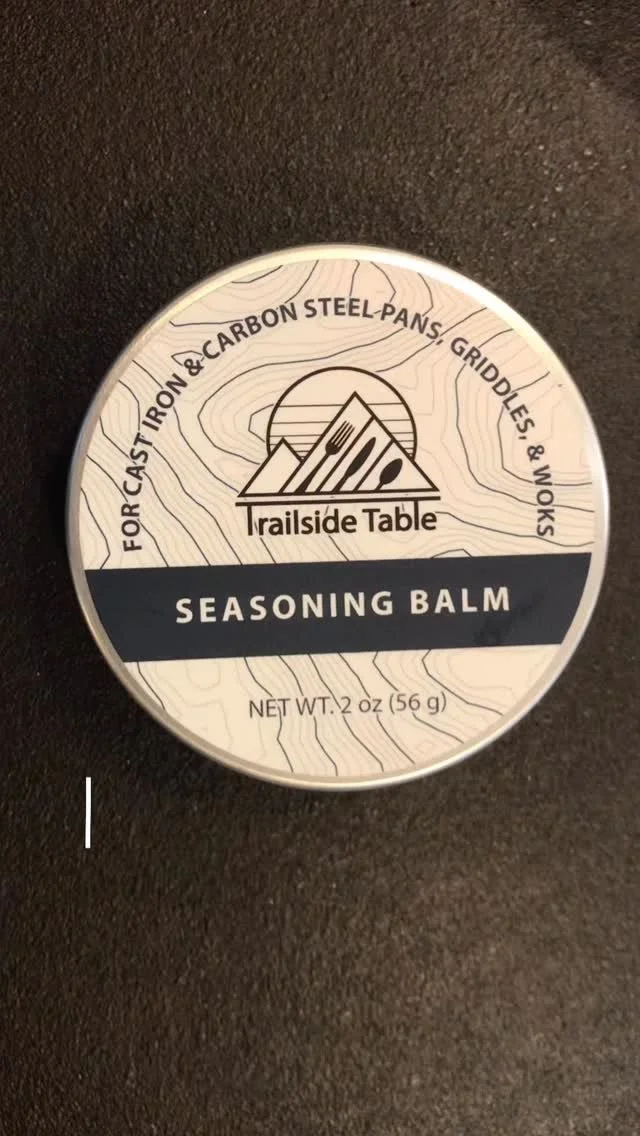 FOR CAST IRON & CARBON STEEL PANS, GRIDDLES, & WOKS
Trailside Table
SEASONING BALM
NET WT. 2 oz (56 g)